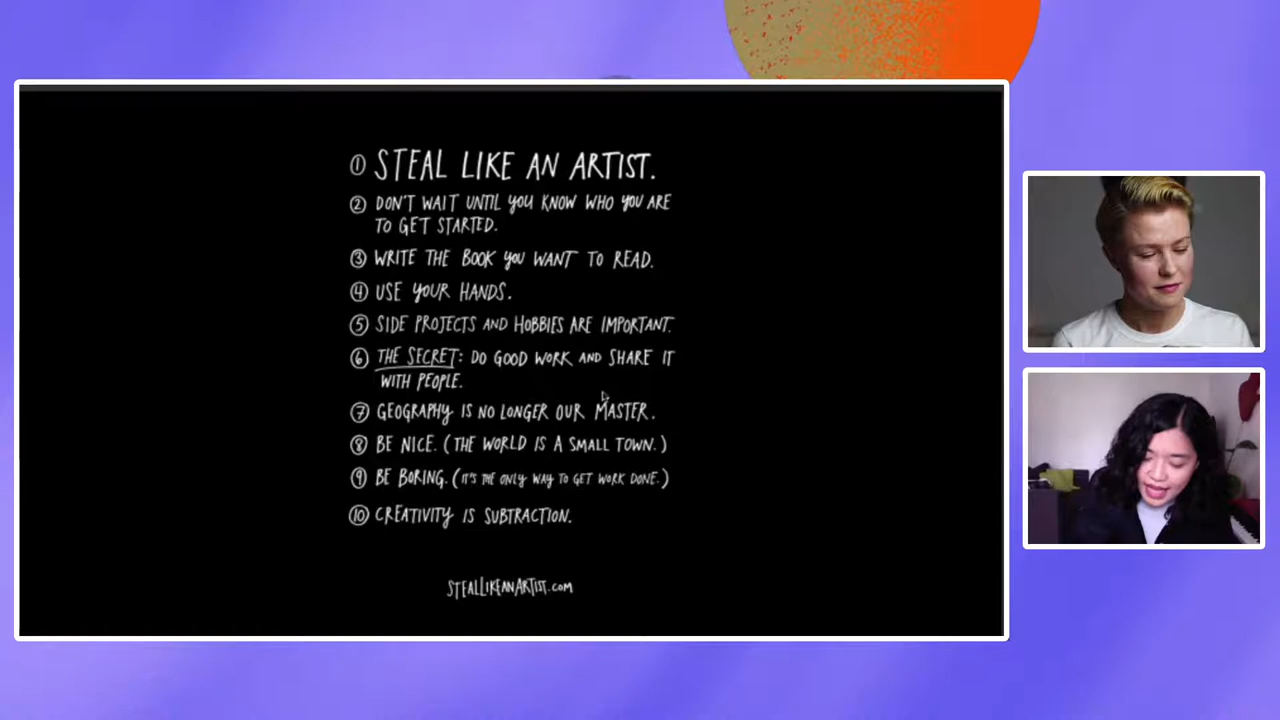 ① STEAL LIKE AN ARTIST.
② DON'T WAIT UNTIL YOU KNOW WHO YOU ARE
TO GET STARTED.
③ WRITE THE BOOK YOU WANT TO READ.
④ USE YOUR HANDS.
⑤ SIDE PROJECTS AND HOBBIES ARE IMPORTANT.
⑥ THE SECRET: DO GOOD WORK AND SHARE IT
WITH PEOPLE.
⑦ GEOGRAPHY IS NO LONGER OUR MASTER.
⑧ BE NICE. (THE WORLD IS A SMALL TOWN.)
⑨ BE BORING. (IT'S THE ONLY WAY TO GET WORK DONE.)
⑩ CREATIVITY IS SUBTRACTION.
STEALLIKEANARTIST.COM